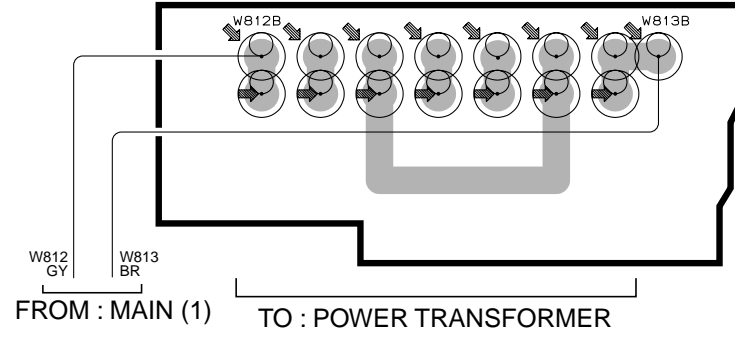 W812B
W813B
W812
GY
W813
BR
FROM : MAIN (1)
TO : POWER TRANSFORMER